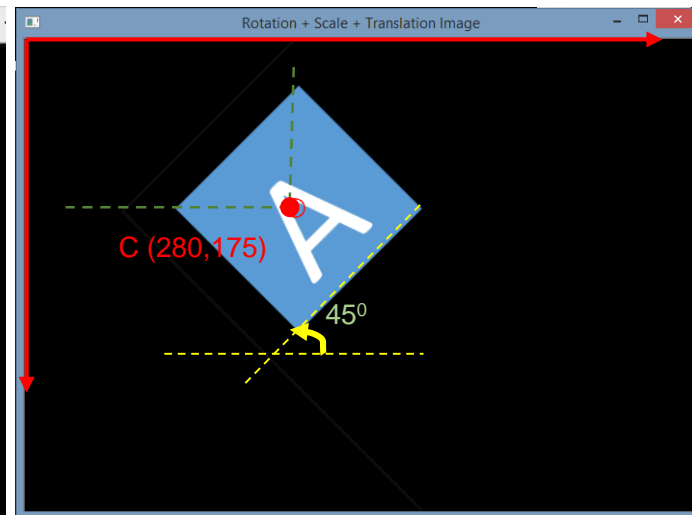 Rotation + Scale + Translation Image
A
C (280,175)
45⁰